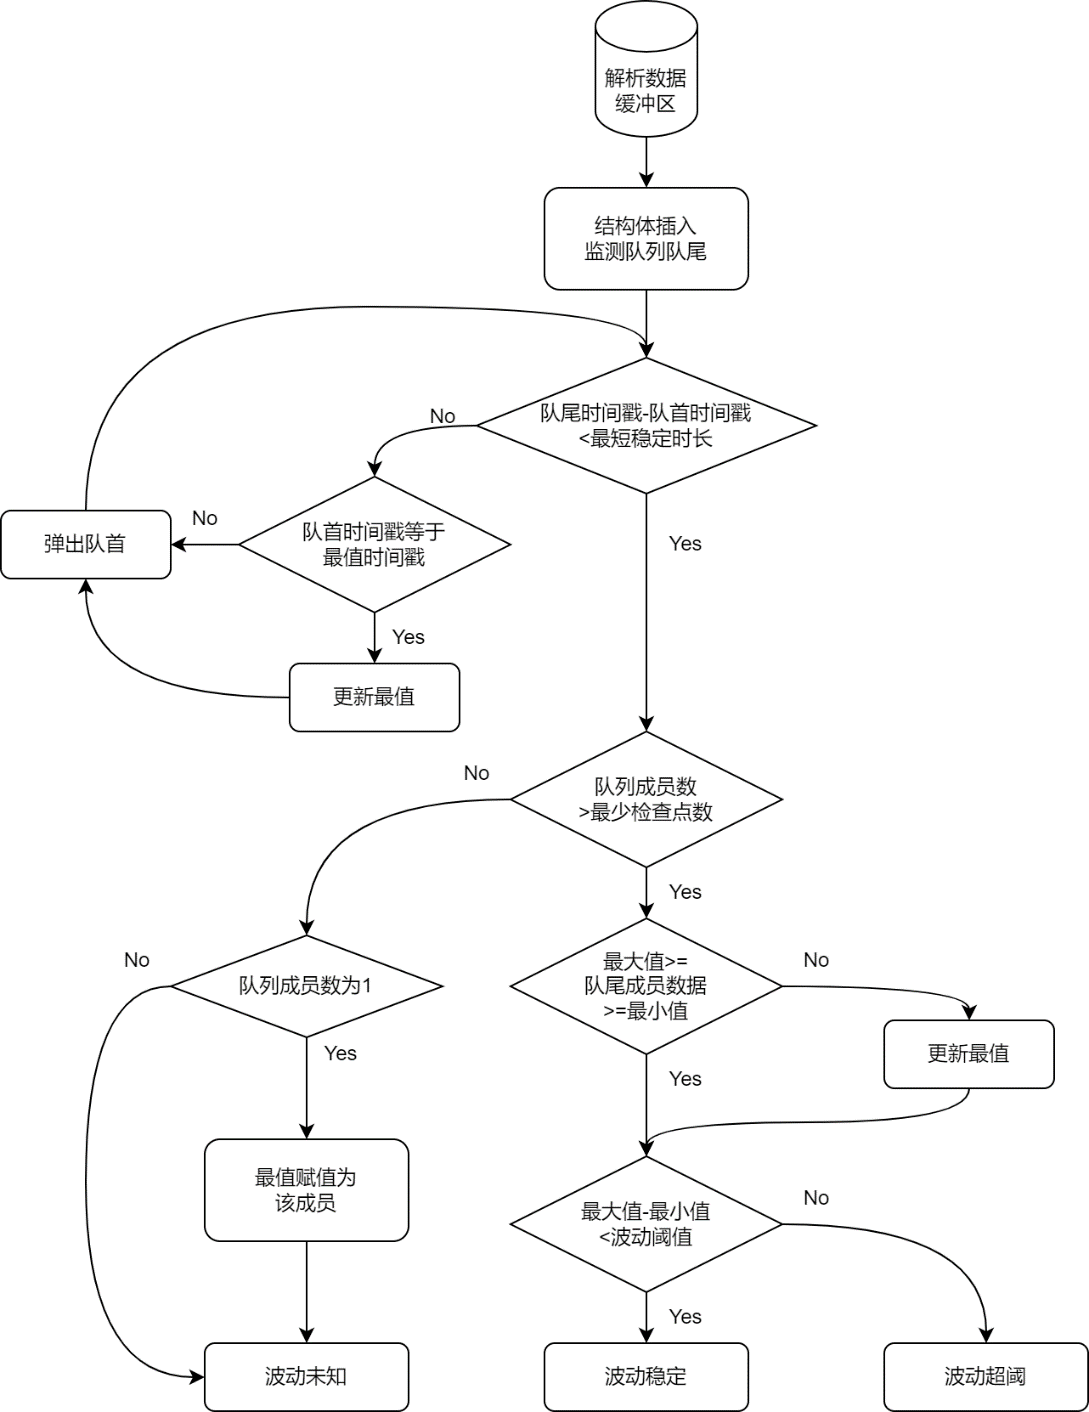 解析数据
缓冲区
结构体插入
监测队列队尾
队尾时间戳-队首时间戳
<最短稳定时长
No
Yes
队首时间戳等于
最值时间戳
No
弹出队首
Yes
更新最值
队列成员数
>最少检查点数
No
Yes
队列成员数为1
No
Yes
最大值>=
队尾成员数据
>=最小值
No
更新最值
Yes
最值赋值为
该成员
最大值-最小值
<波动阈值
No
Yes
波动未知
波动稳定
波动超阈